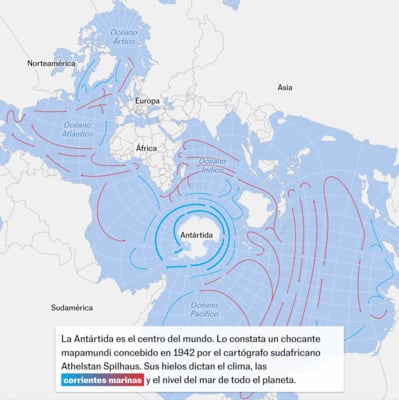 Océano
Ártico
Norteamérica
Asia
Europa
Océano
Atlántico
África
Océano
Índico
Antártida
Océano
Pacífico
Sudamérica
La Antártida es el centro del mundo. Lo constata un chocante
mapamundi concebido en 1942 por el cartógrafo sudafricano
Athelstan Spilhaus. Sus hielos dictan el clima, las
corrientes marinas y el nivel del mar de todo el planeta.